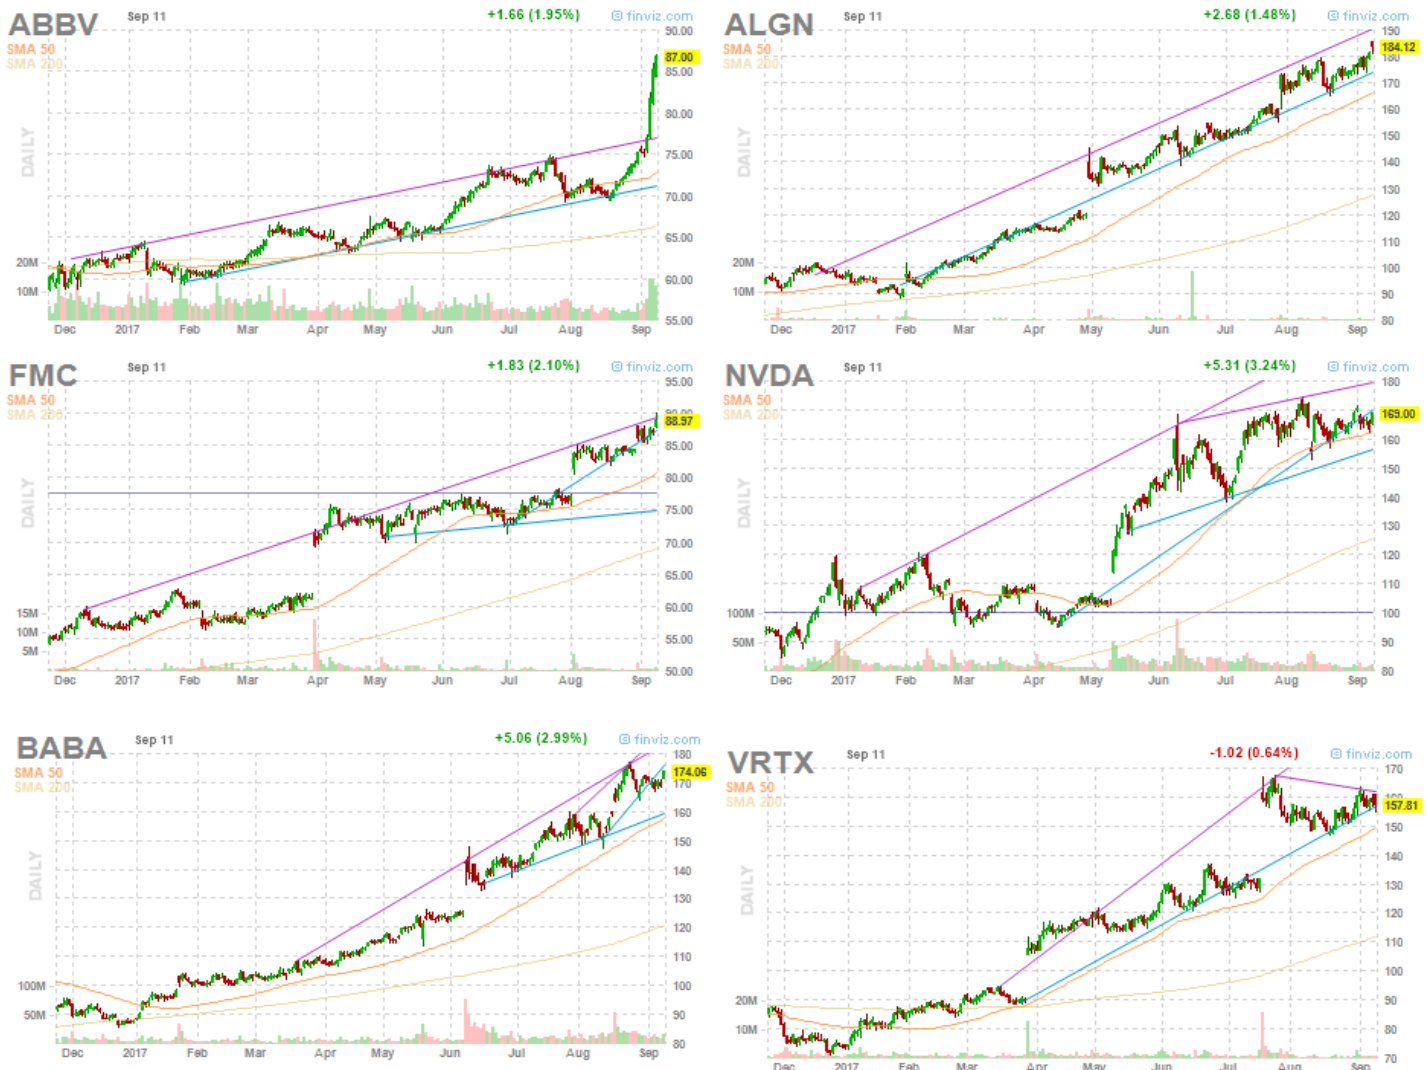 ABBV Sep 11 +1.66 (1.95%) © finviz.com
SMA 50
SMA 200
DAILY
90.00
87.00
85.00
80.00
75.00
70.00
65.00
60.00
55.00
20M
10M
Dec 2017 Feb Mar Apr May Jun Jul Aug Sep
ALGN Sep 11 +2.68 (1.48%) © finviz.com
SMA 50
SMA 200
DAILY
190
184.12
180
170
160
150
140
130
120
110
100
90
80
20M
10M
Dec 2017 Feb Mar Apr May Jun Jul Aug Sep
FMC Sep 11 +1.83 (2.10%) © finviz.com
SMA 50
SMA 200
DAILY
95.00
90.00
88.97
85.00
80.00
75.00
70.00
65.00
60.00
55.00
50.00
15M
10M
5M
Dec 2017 Feb Mar Apr May Jun Jul Aug Sep
NVDA Sep 11 +5.31 (3.24%) © finviz.com
SMA 50
SMA 200
DAILY
180
169.00
160
150
140
130
120
110
100
90
80
100M
50M
Dec 2017 Feb Mar Apr May Jun Jul Aug Sep
BABA Sep 11 +5.06 (2.99%) © finviz.com
SMA 50
SMA 200
DAILY
180
174.06
170
160
150
140
130
120
110
100
90
80
100M
50M
Dec 2017 Feb Mar Apr May Jun Jul Aug Sep
VRTX Sep 11 -1.02 (0.64%) © finviz.com
SMA 50
SMA 200
DAILY
170
160
157.81
150
140
130
120
110
100
90
80
70
20M
10M
Dec 2017 Feb Mar Apr May Jun Jul Aug Sep